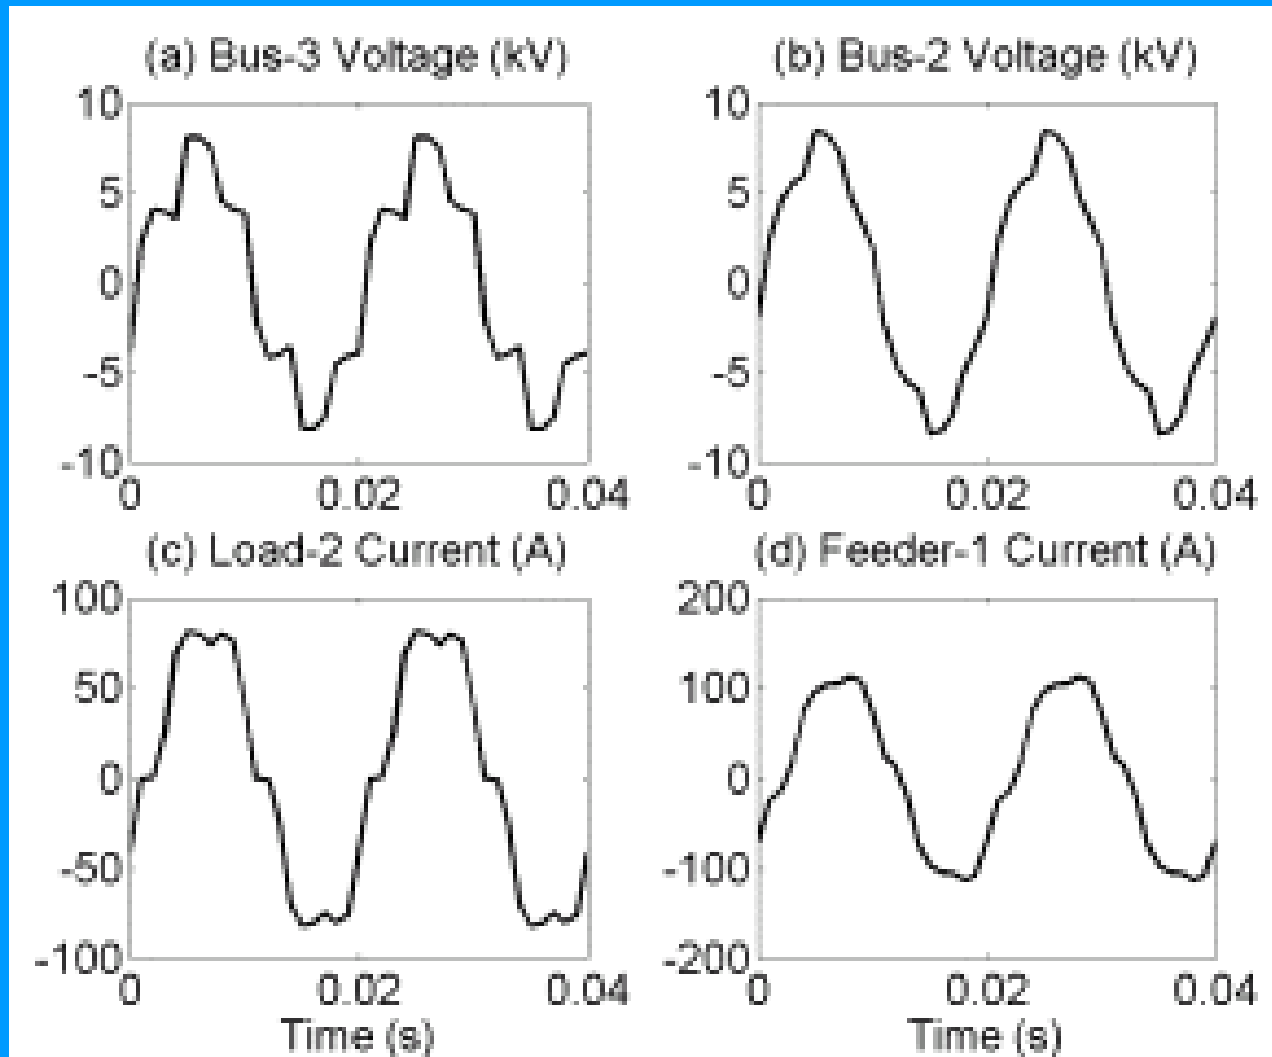 (a) Bus-3 Voltage (kV)
10
5
0
-5
-10
0 0.02 0.04
(b) Bus-2 Voltage (kV)
10
5
0
-5
-10
0 0.02 0.04
(c) Load-2 Current (A)
100
50
0
-50
-100
0 0.02 0.04
Time (s)
(d) Feeder-1 Current (A)
200
100
0
-100
-200
0 0.02 0.04
Time (s)